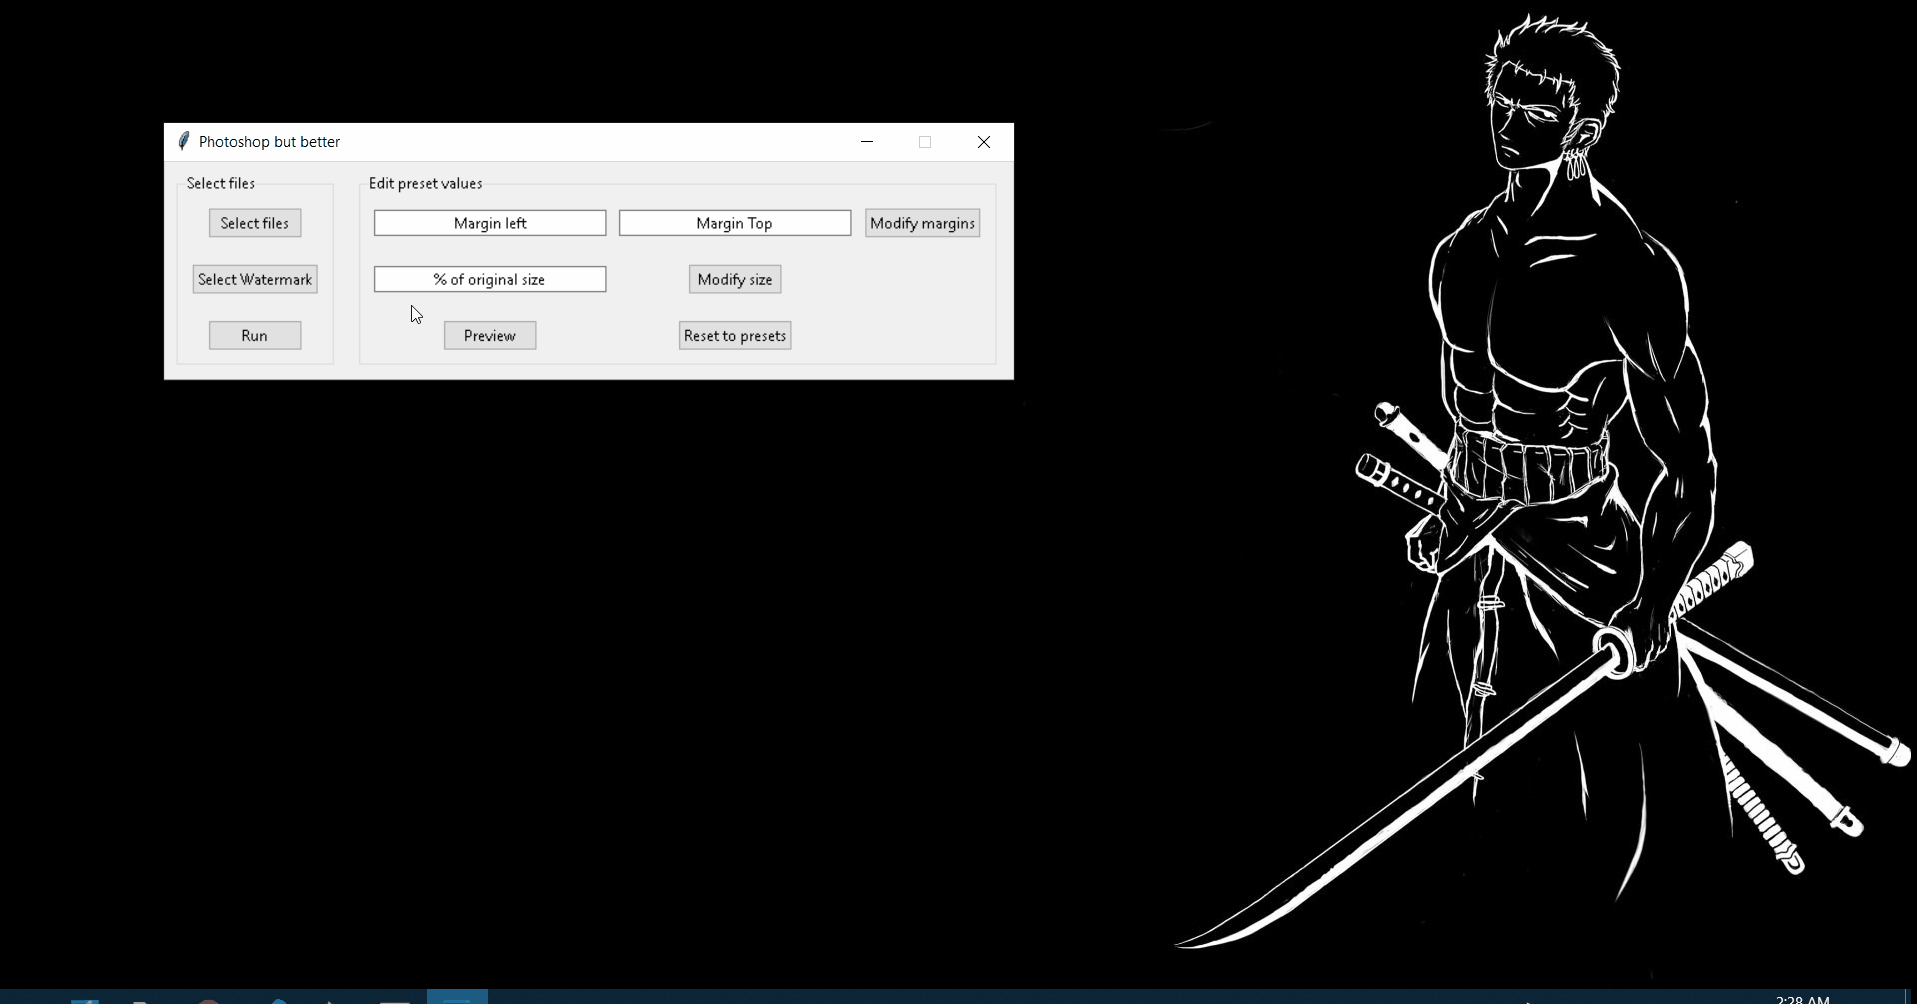 Photoshop but better
Select files
Edit preset values
Select files
Margin left
Margin Top
Modify margins
Select Watermark
% of original size
Modify size
Run
Preview
Reset to presets
2:28 AM